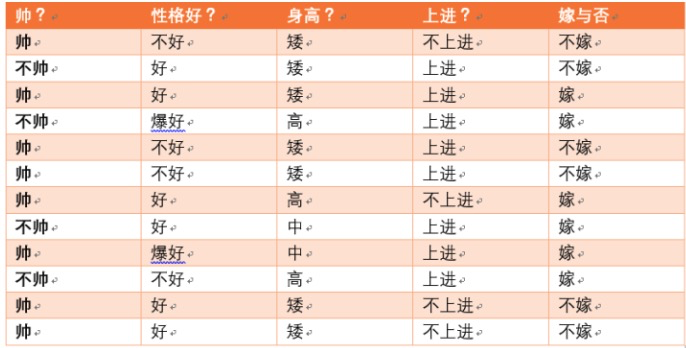 帅？ 性格好？ 身高？ 上进？ 嫁与否
帅 不好 矮 不上进 不嫁
不帅 好 矮 上进 不嫁
帅 好 矮 上进 嫁
不帅 爆好 高 上进 嫁
帅 不好 矮 上进 不嫁
帅 不好 矮 上进 不嫁
帅 好 高 不上进 嫁
不帅 好 中 上进 嫁
帅 爆好 中 上进 嫁
不帅 不好 高 上进 嫁
帅 好 矮 不上进 不嫁
帅 好 矮 不上进 不嫁